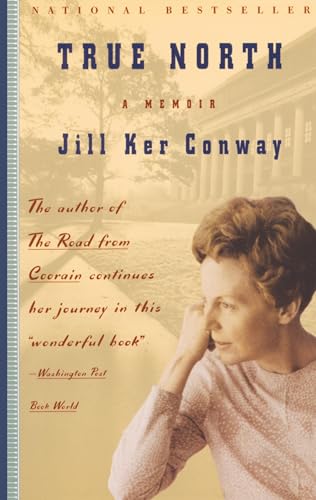 NATIONAL BESTSELLER
TRUE NORTH
A MEMOIR
Jill Ker Conway
The author of
The Road from
Coorain continues
her journey in this
"wonderful book"
—Washington Post
Book World